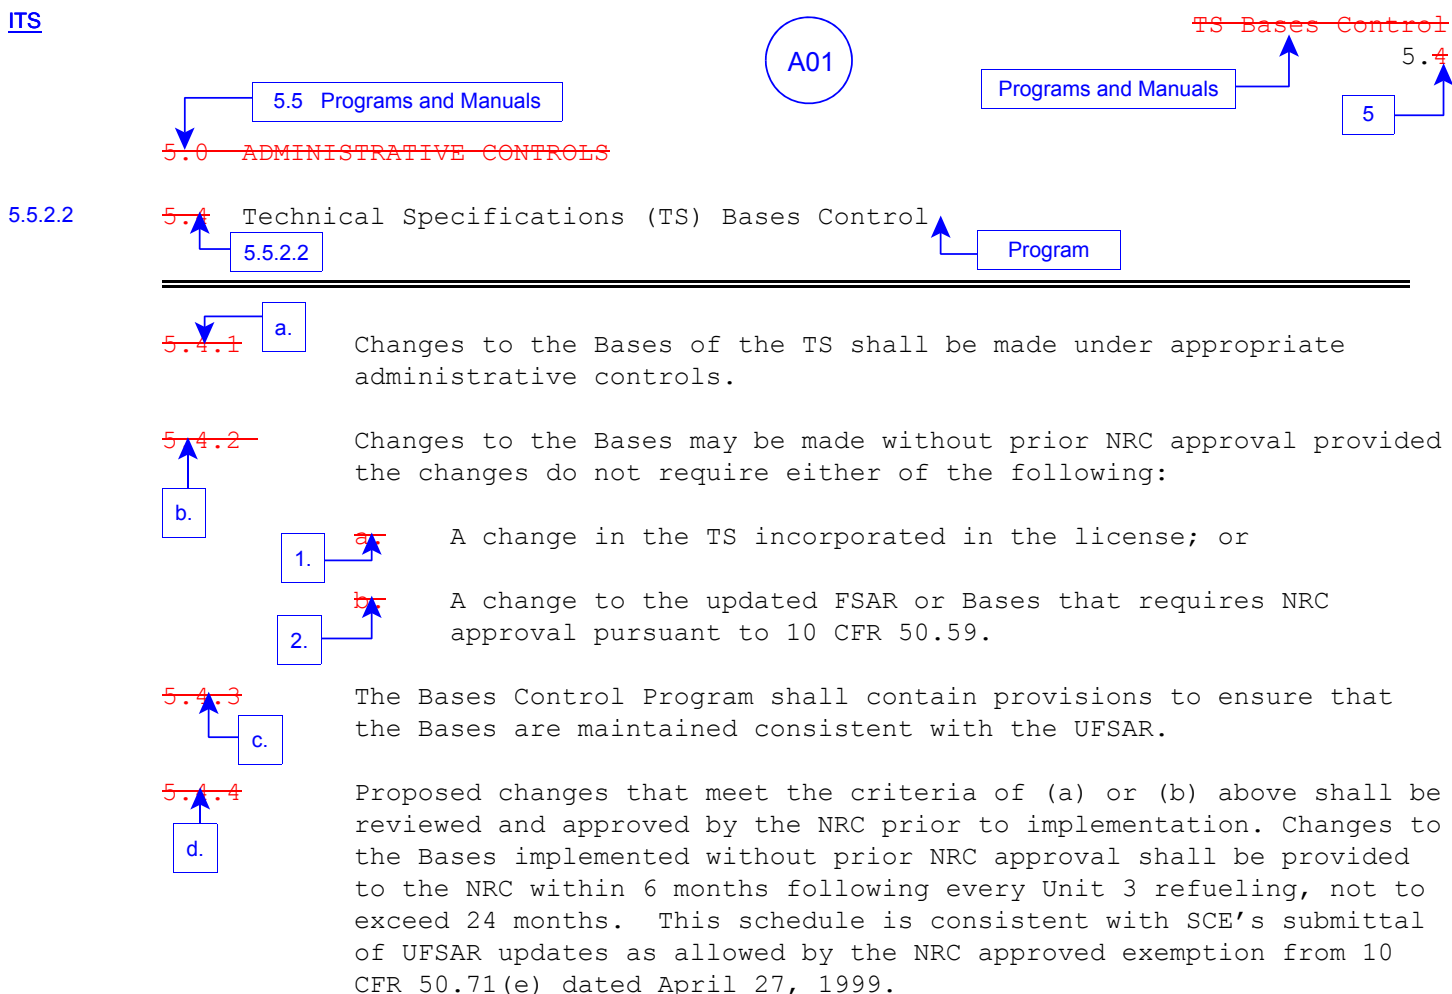 ITS
TS Bases Control
A01
5.4
5.5 Programs and Manuals
Programs and Manuals
5
5.0 ADMINISTRATIVE CONTROLS
5.5.2.2
5.4 Technical Specifications (TS) Bases Control
5.5.2.2
Program
a.
5.4.1 Changes to the Bases of the TS shall be made under appropriate
administrative controls.
5.4.2 Changes to the Bases may be made without prior NRC approval provided
the changes do not require either of the following:
b.
a. A change in the TS incorporated in the license; or
1.
b. A change to the updated FSAR or Bases that requires NRC
approval pursuant to 10 CFR 50.59.
2.
5.4.3 The Bases Control Program shall contain provisions to ensure that
the Bases are maintained consistent with the UFSAR.
c.
5.4.4 Proposed changes that meet the criteria of (a) or (b) above shall be
reviewed and approved by the NRC prior to implementation. Changes to
d.
the Bases implemented without prior NRC approval shall be provided
to the NRC within 6 months following every Unit 3 refueling, not to
exceed 24 months. This schedule is consistent with SCE's submittal
of UFSAR updates as allowed by the NRC approved exemption from 10
CFR 50.71(e) dated April 27, 1999.